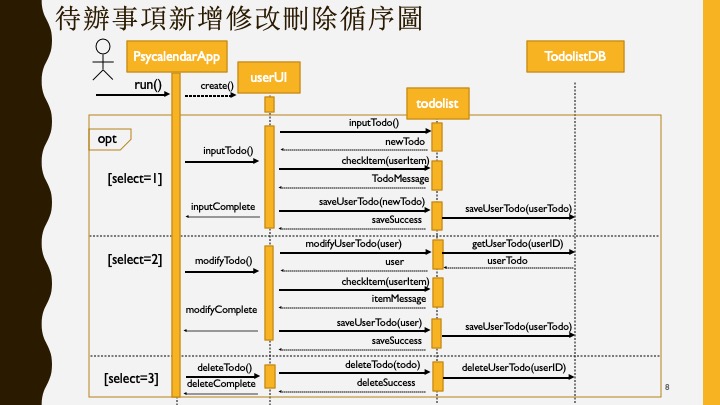 待辦事項新增修改刪除循序圖
PsycalendarApp
TodolistDB
userUI
run()
create()
todolist
opt
inputTodo()
newTodo
inputTodo()
checkItem(userItem)
[select=1]
TodoMessage
inputComplete
saveUserTodo(newTodo)
saveUserTodo(userTodo)
saveSuccess
modifyUserTodo(user)
getUserTodo(userID)
[select=2]
modifyTodo()
user
userTodo
checkItem(userItem)
itemMessage
modifyComplete
saveUserTodo(user)
saveUserTodo(userTodo)
saveSuccess
deleteTodo()
deleteTodo(todo)
deleteUserTodo(userID)
[select=3]
deleteComplete
deleteSuccess
8